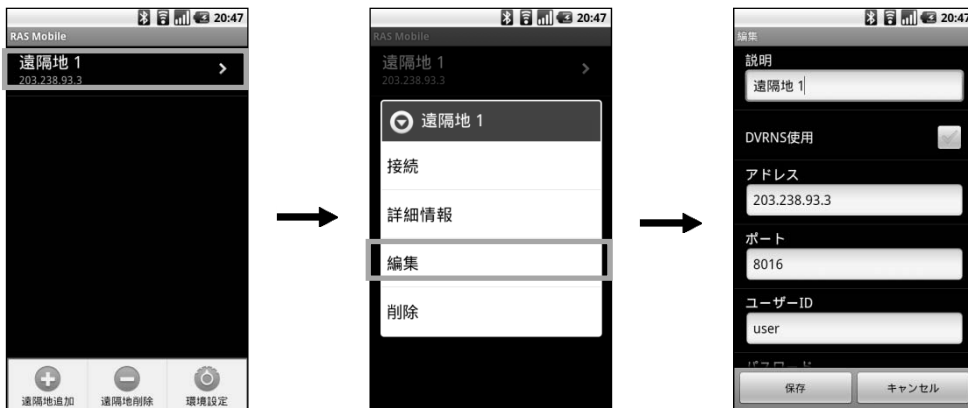 20:47
RAS Mobile
遠隔地 1
203.238.93.3
遠隔地追加
遠隔地削除
環境設定
20:47
RAS Mobile
遠隔地 1
203.238.93.3
遠隔地 1
接続
詳細情報
編集
削除
20:47
編集
説明
遠隔地 1
DVRNS使用
アドレス
203.238.93.3
ポート
8016
ユーザーID
user
パスワード
保存
キャンセル